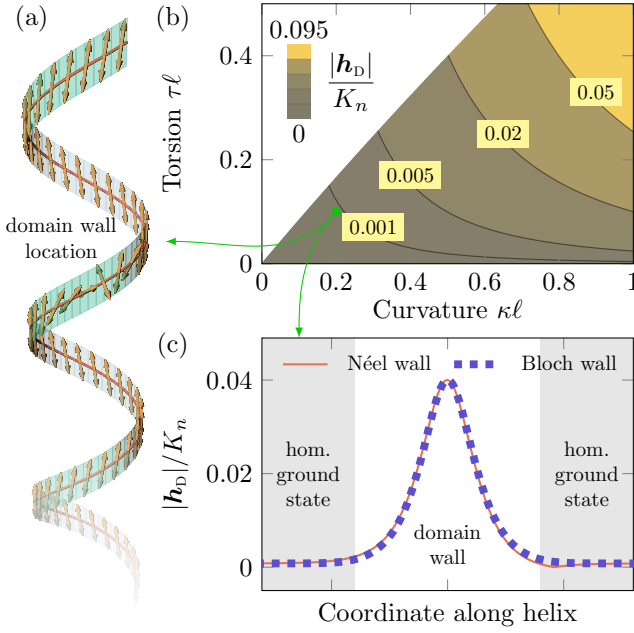 (a)
domain wall
location
(b)
Torsion τℓ
0.4
0.2
0
0.095
|h_D|
K_n
0
0.05
0.02
0.005
0.001
0
0.2
0.4
0.6
0.8
1
Curvature κℓ
(c)
|h_D|/K_n
0.04
0.02
0
Néel wall
Bloch wall
hom.
ground
state
domain
wall
hom.
ground
state
Coordinate along helix